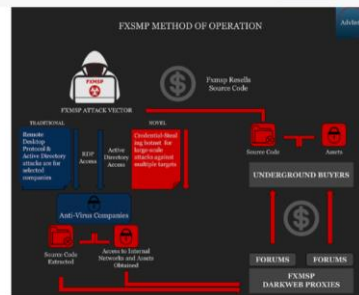 FXSMP METHOD OF OPERATION
Advin
FXMSP
FXMSP ATTACK VECTOR
Fxmsp Resells
Source Code
TRADITIONAL
NOVEL
Remote
Desktop
Protocol &
Active Directory
attacks are for
selected
companies
RDP
Access
Active
Directory
Access
Credential-Steal
ing botnet for
large-scale
attacks against
multiple targets
Source Code
Assets
UNDERGROUND BUYERS
Anti-Virus Companies
Source Code
Extracted
Access to Internal
Networks and Assets
Obtained
FORUMS
FORUMS
FXMSP
DARKWEB PROXIES